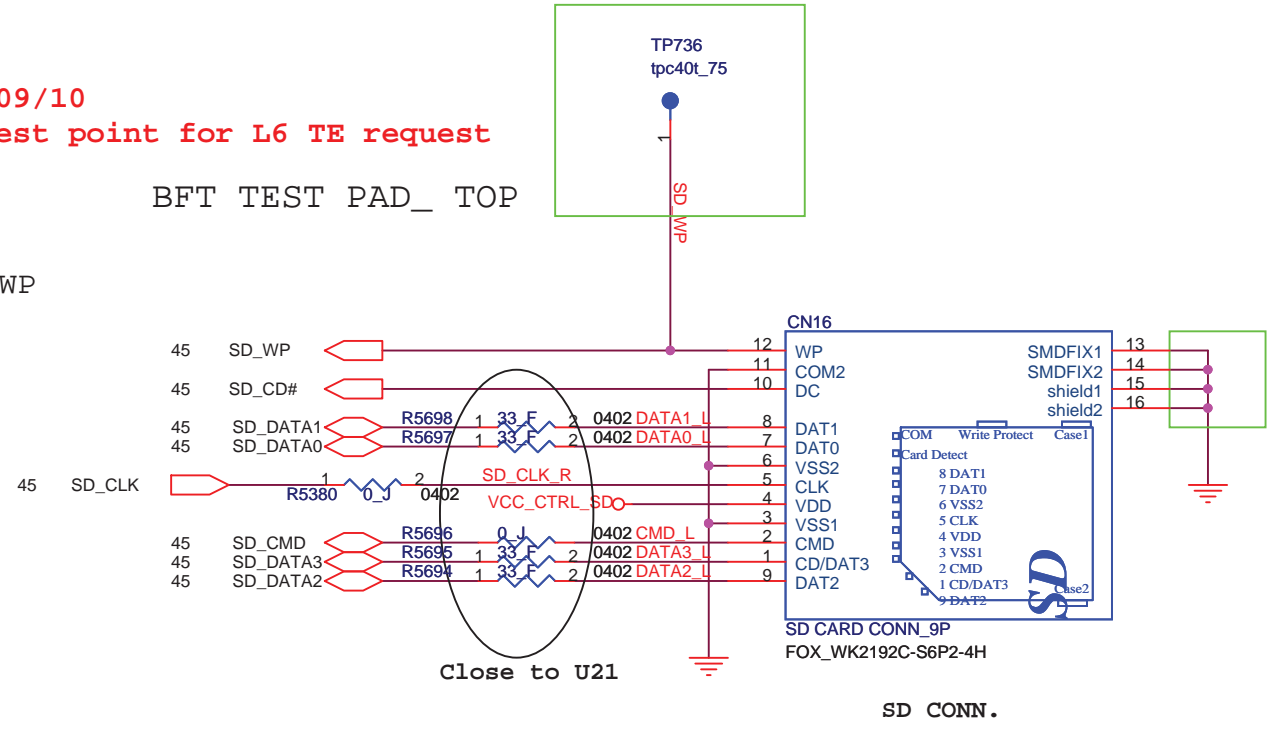 TP736
tpc40t_75
1
SD_WP
09/10
est point for L6 TE request
BFT TEST PAD_ TOP
WP
CN16
45 SD_WP 12 WP SMDFIX1 13
11 COM2 SMDFIX2 14
45 SD_CD# 10 DC shield1 15
shield2 16
45 SD_DATA1 R5698 1 33_F 2 0402 DATA1_L 8 DAT1
45 SD_DATA0 R5697 1 33_F 2 0402 DATA0_L 7 DAT0
6 VSS2
45 SD_CLK R5380 1 0_J 2 0402 SD_CLK_R 5 CLK
VCC_CTRL_SD 4 VDD
3 VSS1
45 SD_CMD R5696 0_J 0402 CMD_L 2 CMD
45 SD_DATA3 R5695 1 33_F 2 0402 DATA3_L 1 CD/DAT3
45 SD_DATA2 R5694 1 33_F 2 0402 DATA2_L 9 DAT2
COM Write Protect Case1
Card Detect
8 DAT1
7 DAT0
6 VSS2
5 CLK
4 VDD
3 VSS1
2 CMD
1 CD/DAT3
9 DAT2
Case2
SD
SD CARD CONN_9P
FOX_WK2192C-S6P2-4H
Close to U21
SD CONN.